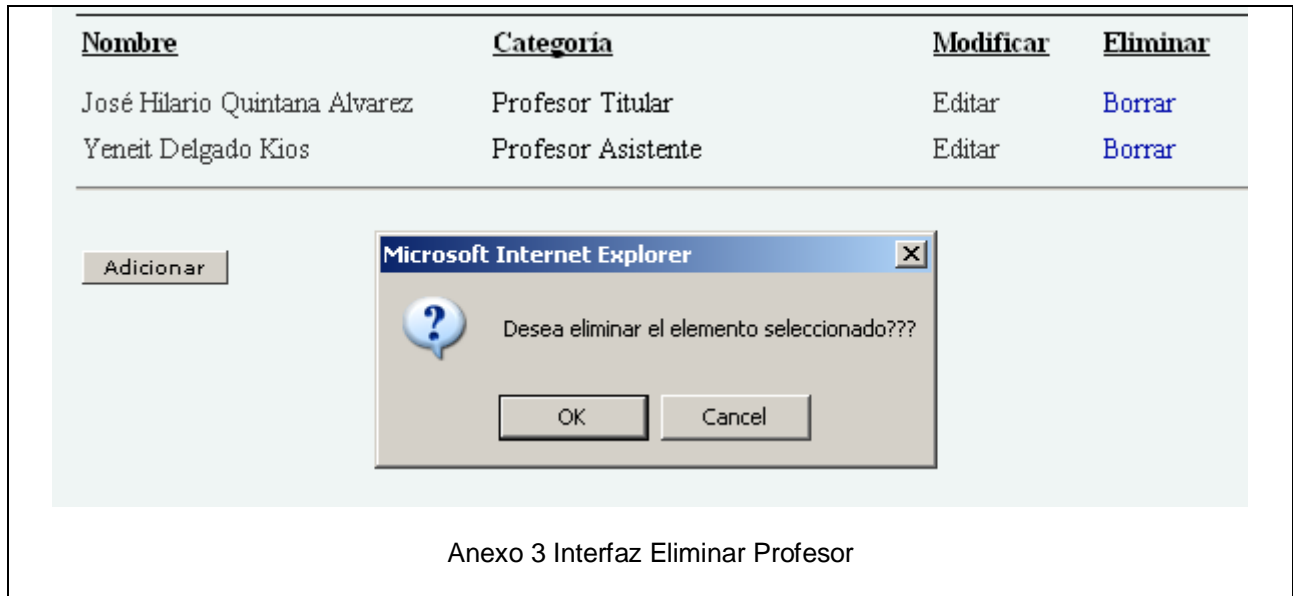 Nombre Categoría Modificar Eliminar
José Hilario Quintana Alvarez Profesor Titular Editar Borrar
Yeneit Delgado Kios Profesor Asistente Editar Borrar
Adicionar
Microsoft Internet Explorer
Desea eliminar el elemento seleccionado???
OK Cancel
Anexo 3 Interfaz Eliminar Profesor